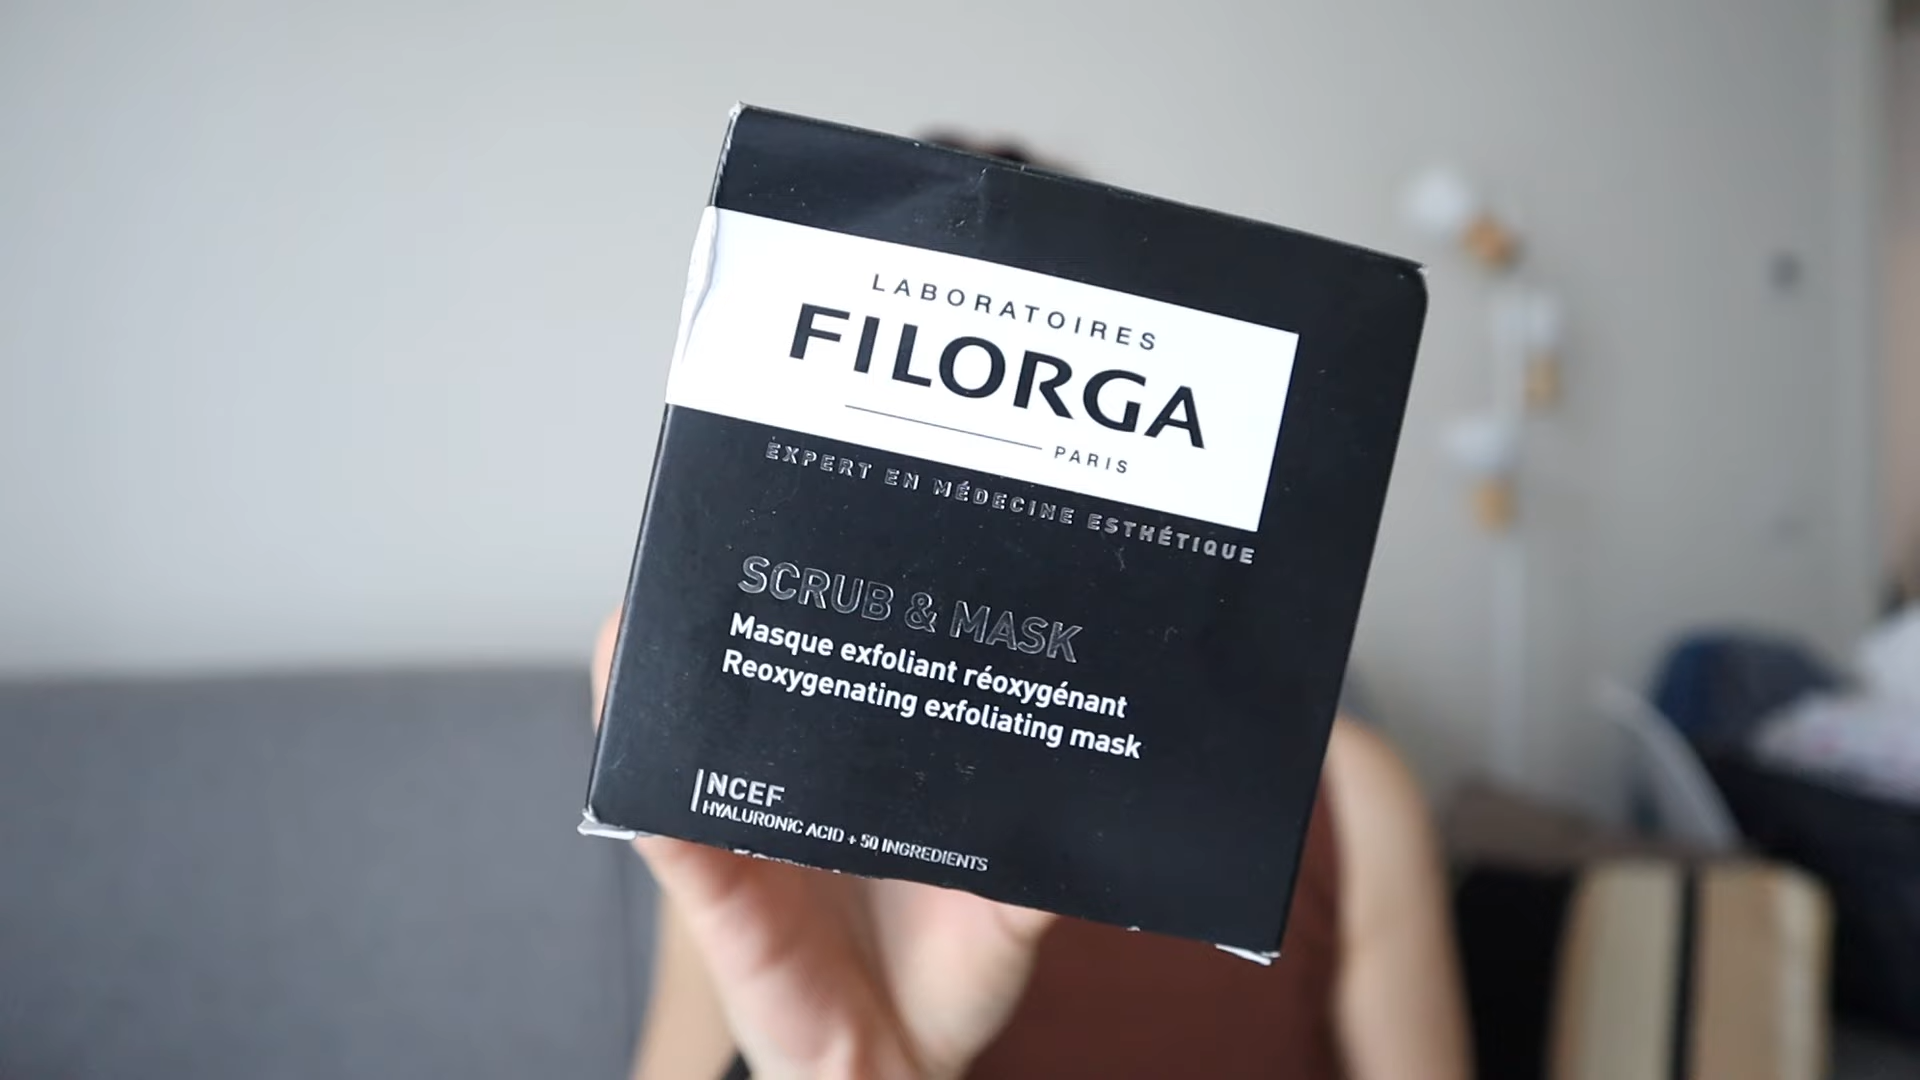 LABORATOIRES
FILORGA
PARIS
EXPERT EN MÉDECINE ESTHÉTIQUE
SCRUB & MASK
Masque exfoliant réoxygénant
Reoxygenating exfoliating mask
NCEF
HYALURONIC ACID + 50 INGREDIENTS